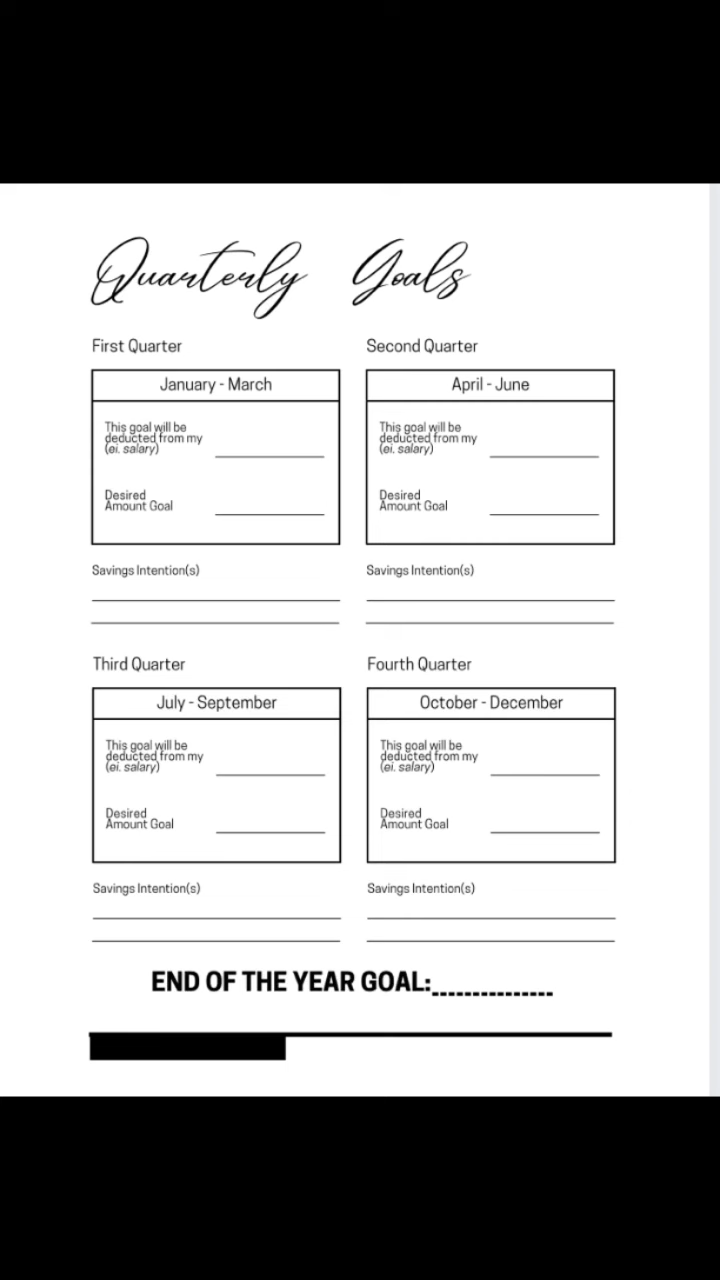 Quarterly Goals
First Quarter
January - March
This goal will be
deducted from my
(ei. salary)
Desired
Amount Goal
Savings Intention(s)
Second Quarter
April - June
This goal will be
deducted from my
(ei. salary)
Desired
Amount Goal
Savings Intention(s)
Third Quarter
July - September
This goal will be
deducted from my
(ei. salary)
Desired
Amount Goal
Savings Intention(s)
Fourth Quarter
October - December
This goal will be
deducted from my
(ei. salary)
Desired
Amount Goal
Savings Intention(s)
END OF THE YEAR GOAL: